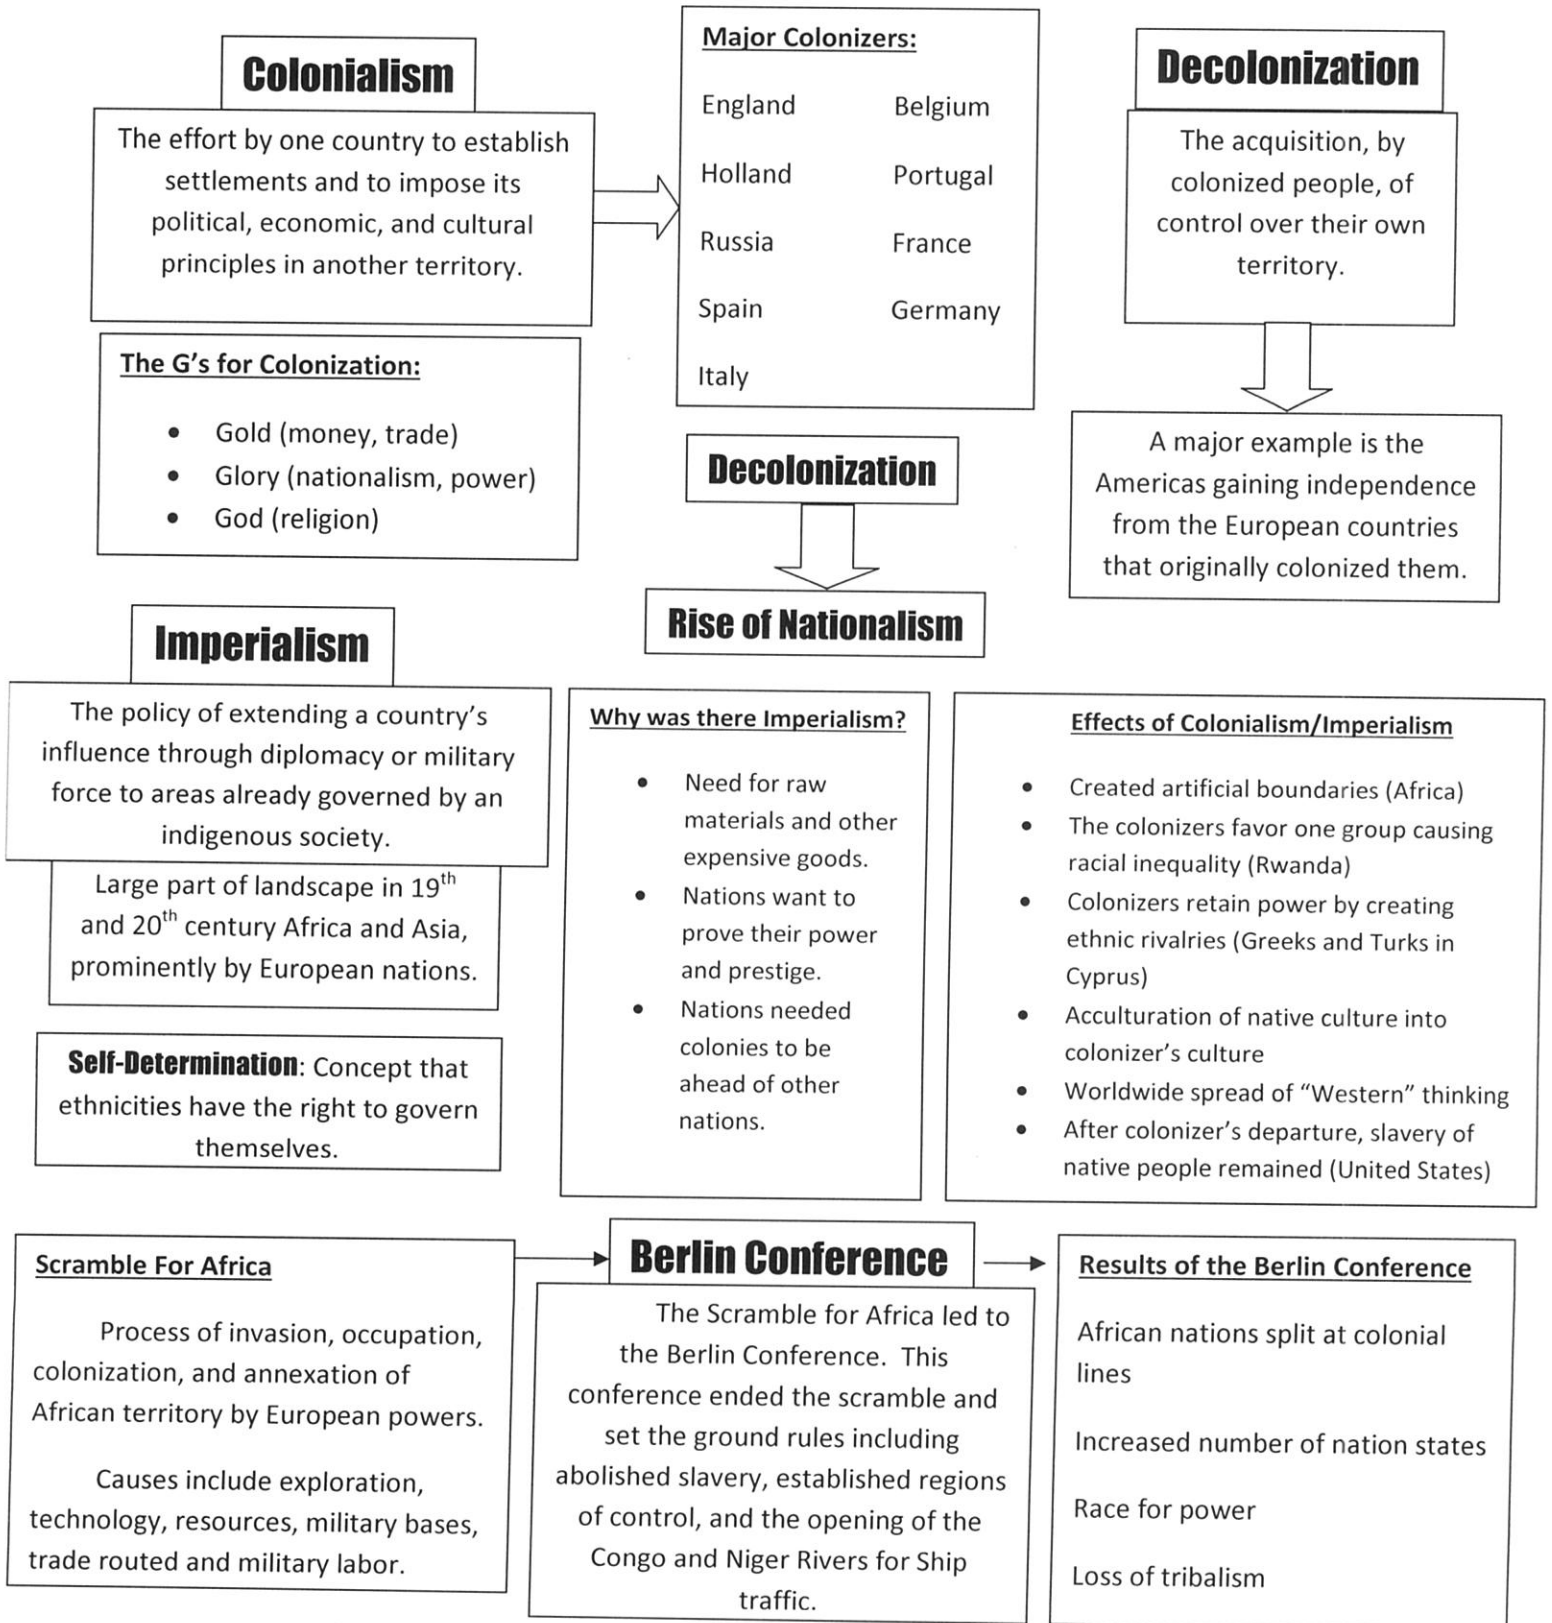 Colonialism
The effort by one country to establish
settlements and to impose its
political, economic, and cultural
principles in another territory.
The G's for Colonization:
• Gold (money, trade)
• Glory (nationalism, power)
• God (religion)
Major Colonizers:
England Belgium
Holland Portugal
Russia France
Spain Germany
Italy
Decolonization
The acquisition, by
colonized people, of
control over their own
territory.
A major example is the
Americas gaining independence
from the European countries
that originally colonized them.
Decolonization
Rise of Nationalism
Imperialism
The policy of extending a country's
influence through diplomacy or military
force to areas already governed by an
indigenous society.
Large part of landscape in 19th
and 20th century Africa and Asia,
prominently by European nations.
Self-Determination: Concept that
ethnicities have the right to govern
themselves.
Why was there Imperialism?
• Need for raw
materials and other
expensive goods.
• Nations want to
prove their power
and prestige.
• Nations needed
colonies to be
ahead of other
nations.
Effects of Colonialism/Imperialism
• Created artificial boundaries (Africa)
• The colonizers favor one group causing
racial inequality (Rwanda)
• Colonizers retain power by creating
ethnic rivalries (Greeks and Turks in
Cyprus)
• Acculturation of native culture into
colonizer's culture
• Worldwide spread of "Western" thinking
• After colonizer's departure, slavery of
native people remained (United States)
Scramble For Africa
Process of invasion, occupation,
colonization, and annexation of
African territory by European powers.
Causes include exploration,
technology, resources, military bases,
trade routed and military labor.
Berlin Conference
The Scramble for Africa led to
the Berlin Conference. This
conference ended the scramble and
set the ground rules including
abolished slavery, established regions
of control, and the opening of the
Congo and Niger Rivers for Ship
traffic.
Results of the Berlin Conference
African nations split at colonial
lines
Increased number of nation states
Race for power
Loss of tribalism